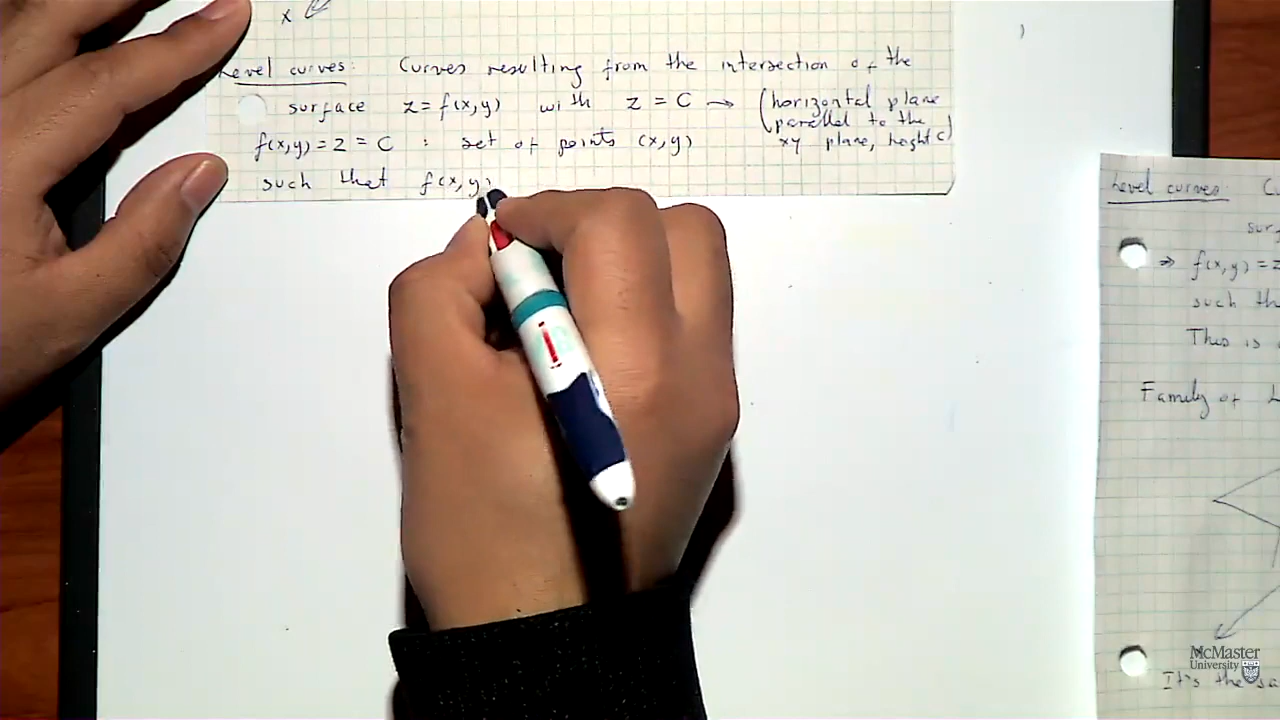 x
Level curves: Curves resulting from the intersection of the
surface z = f(x,y) with z = C → (horizontal plane
parallel to the
xy plane, height c)
f(x,y) = z = C : set of points (x,y)
such that f(x,y)
Level curves:
⇒ f(x,y) = z
such
This is
Family of
It's the
McMaster
University